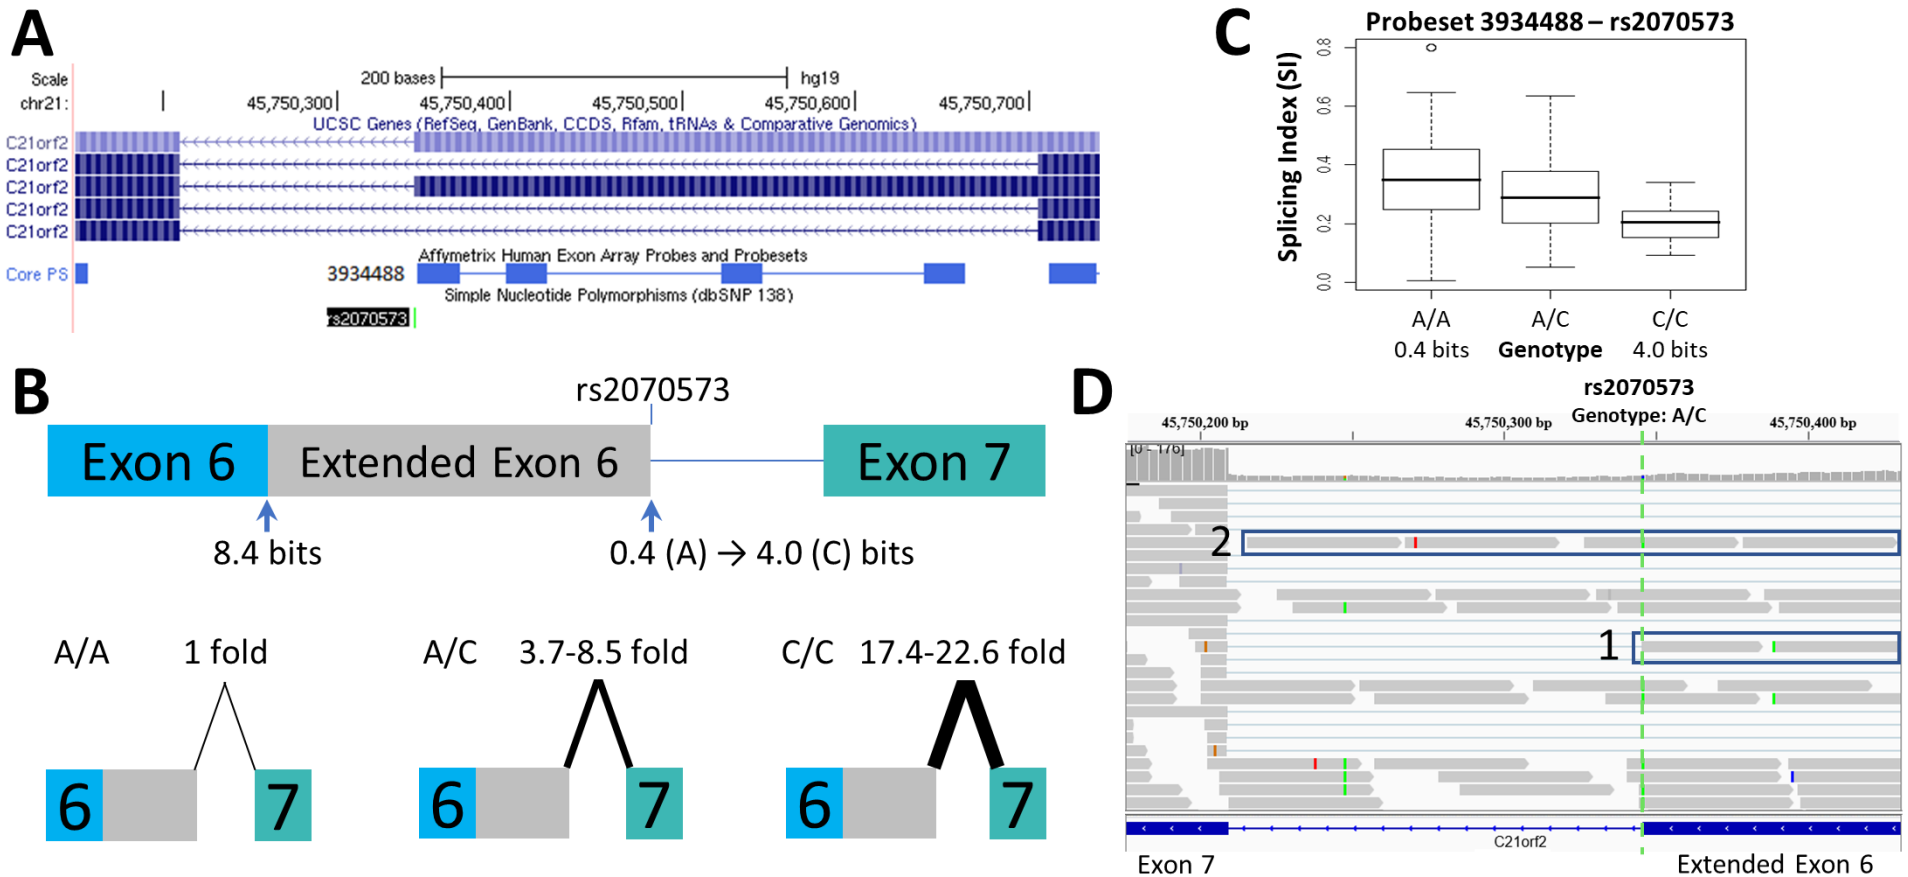 A
Scale
200 bases
hg19
chr21:
45,750,300
45,750,400
45,750,500
45,750,600
45,750,700
UCSC Genes (RefSeq, GenBank, CCDS, Rfam, tRNAs & Comparative Genomics)
C21orf2
C21orf2
C21orf2
C21orf2
C21orf2
Affymetrix Human Exon Array Probes and Probesets
Core PS
3934488
Simple Nucleotide Polymorphisms (dbSNP 138)
rs2070573
B
rs2070573
Exon 6
Extended Exon 6
Exon 7
8.4 bits
0.4 (A) → 4.0 (C) bits
A/A 1 fold
A/C 3.7-8.5 fold
C/C 17.4-22.6 fold
6 7
6 7
6 7
C
Probeset 3934488 – rs2070573
Splicing Index (SI)
0.8
0.6
0.4
0.2
0.0
A/A
A/C
C/C
0.4 bits
Genotype
4.0 bits
D
rs2070573
Genotype: A/C
45,750,200 bp
45,750,300 bp
45,750,400 bp
[0 - 176]
2
1
C21orf2
Exon 7
Extended Exon 6